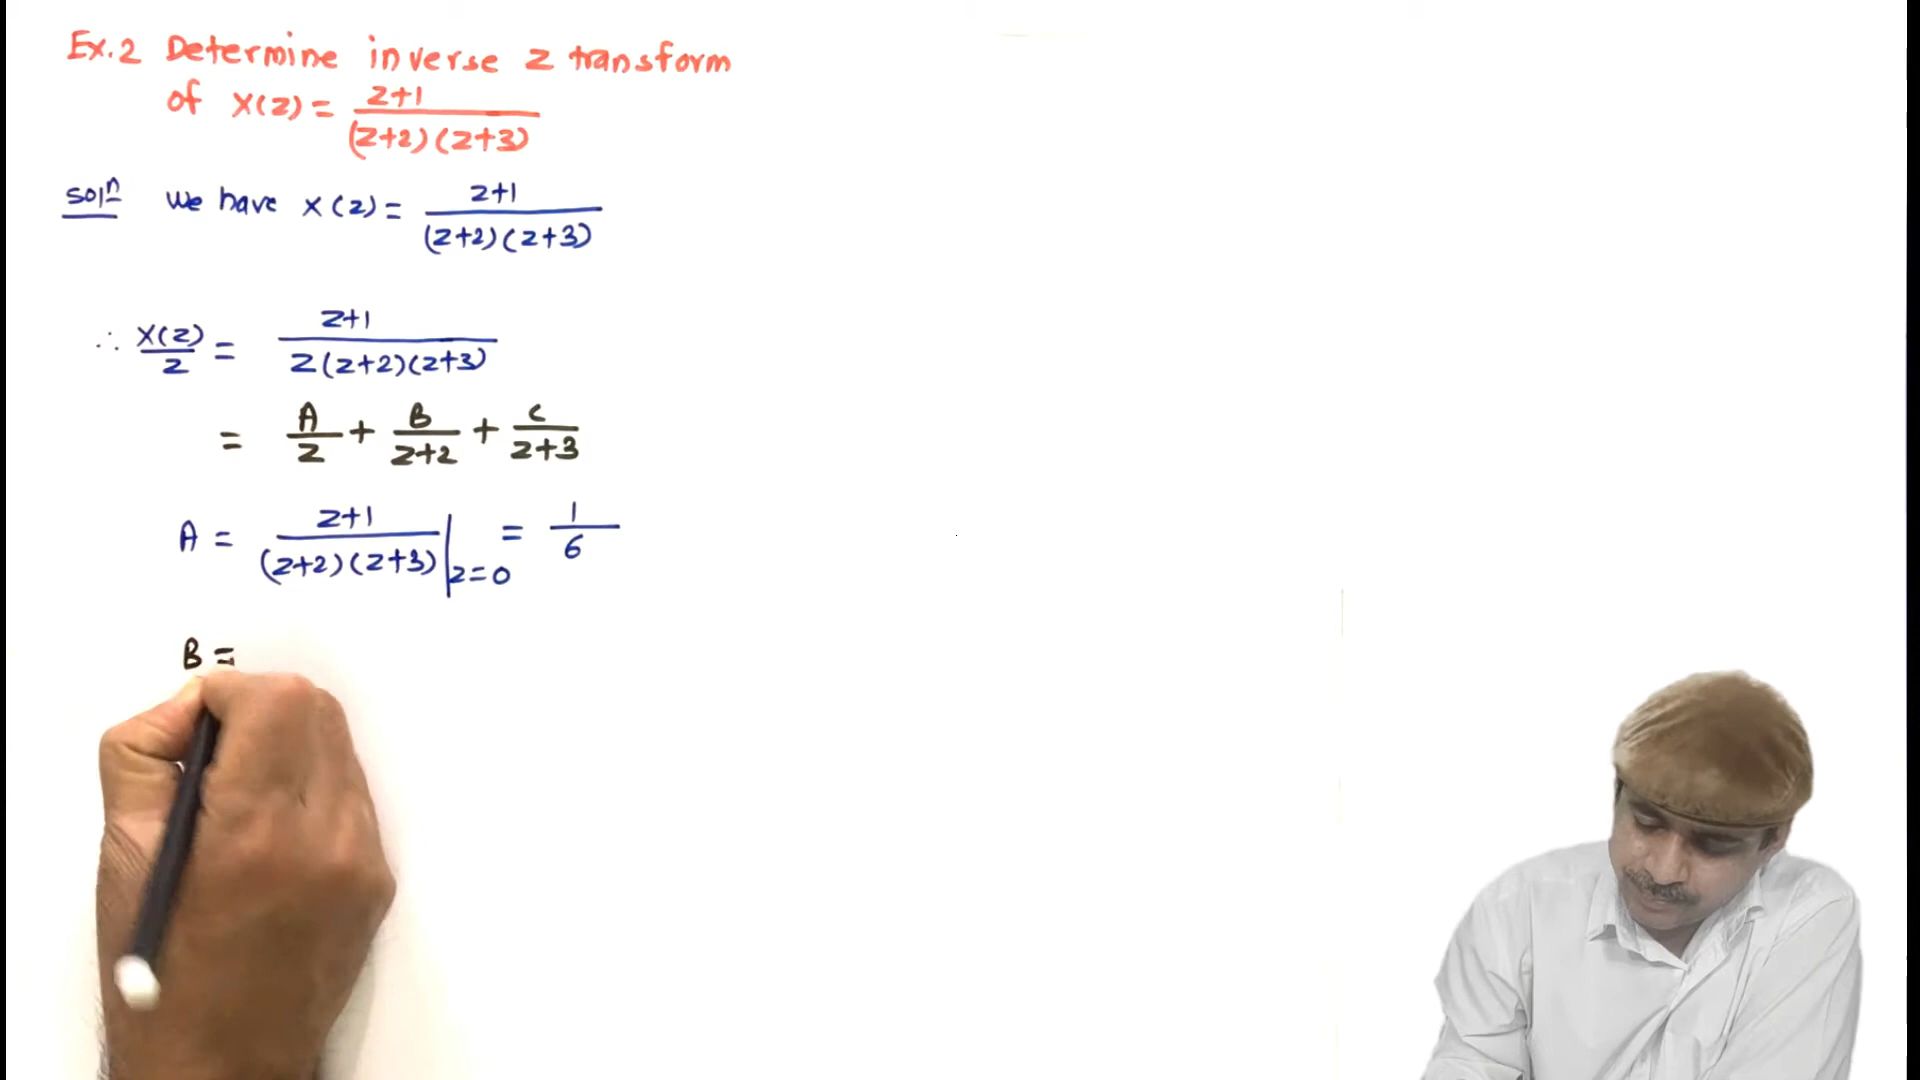 Ex.2 Determine inverse z transform
of X(z) = z+1 / (z+2)(z+3)
solⁿ we have X(z) = z+1 / (z+2)(z+3)
∴ X(z)/z = z+1 / z(z+2)(z+3)
= A/z + B/z+2 + C/z+3
A = z+1 / (z+2)(z+3) | z=0 = 1/6
B =